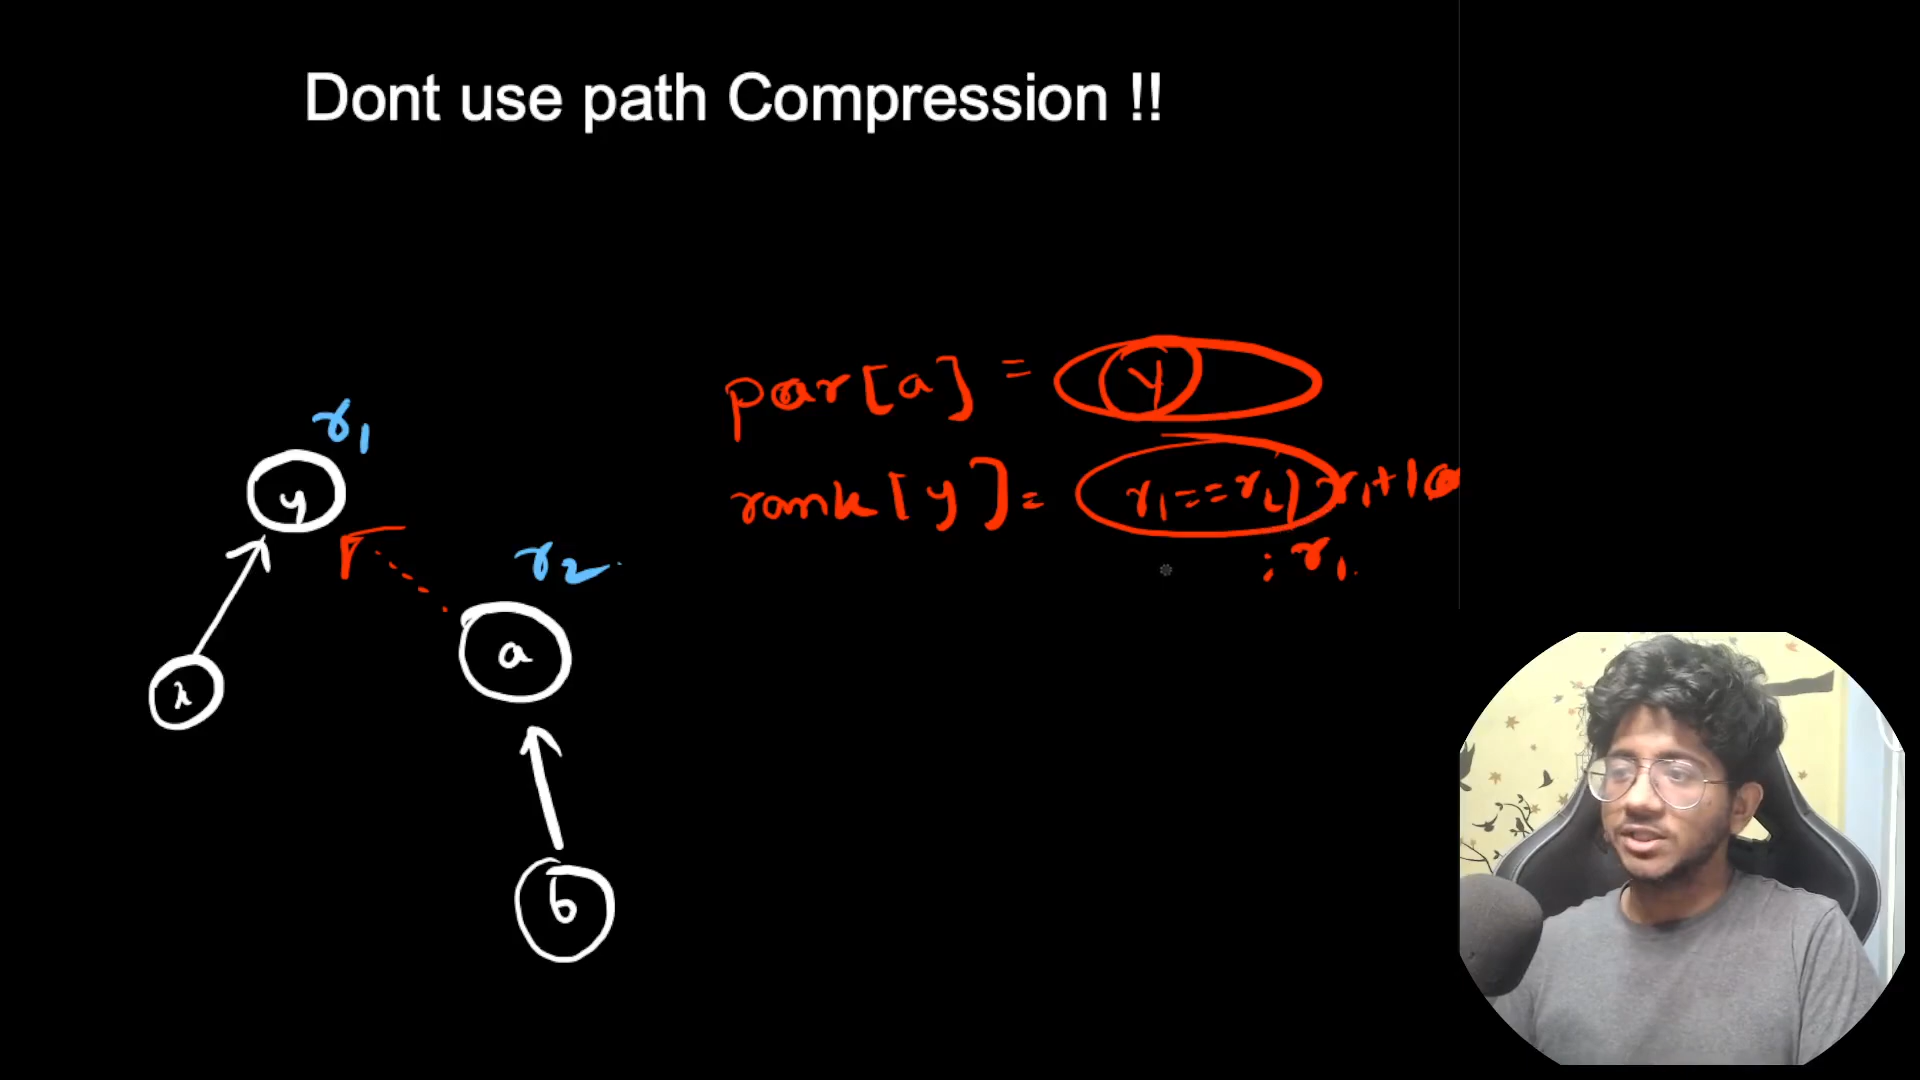 Dont use path Compression !!
par[a] = y
r1
y
rank[y] = r1==r2) r1+1
: r1
r2
a
x
b